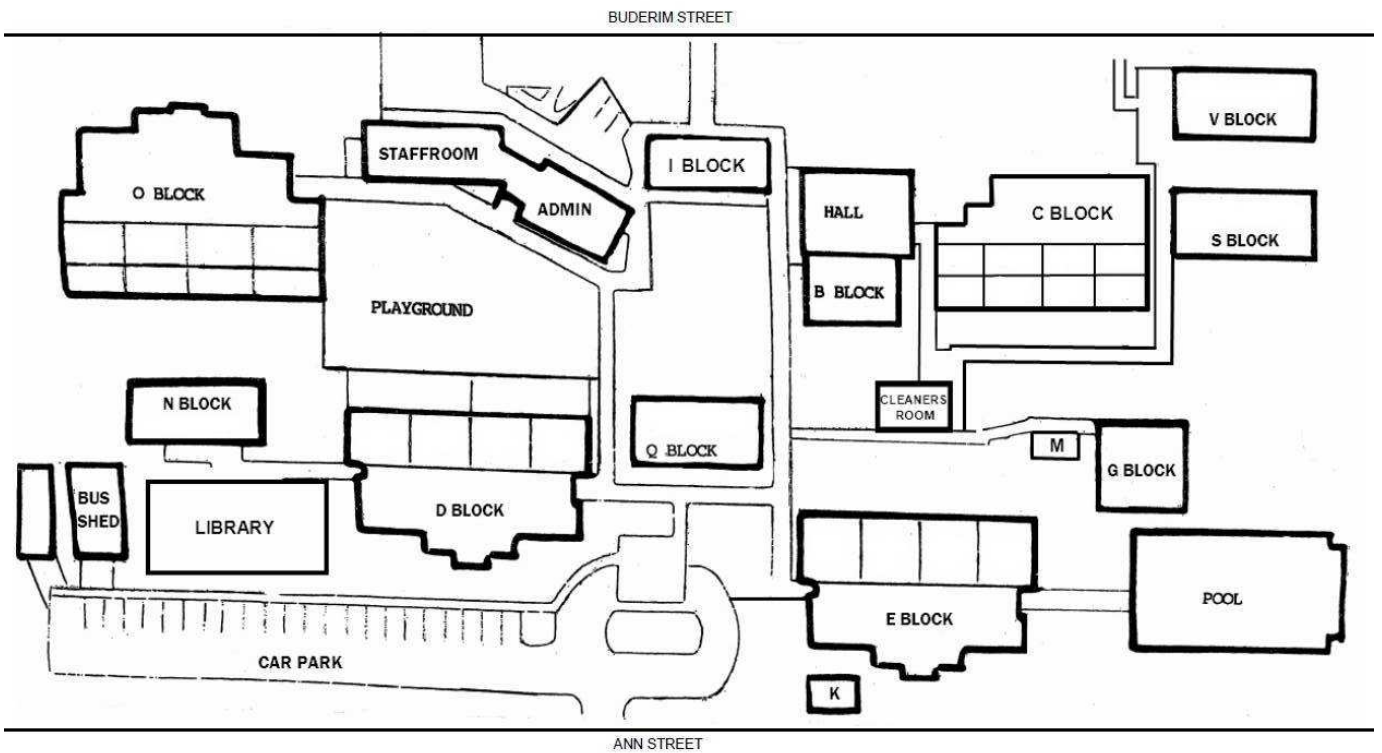 BUDERIM STREET
V BLOCK
STAFFROOM
I BLOCK
O BLOCK
ADMIN
HALL
C BLOCK
S BLOCK
B BLOCK
PLAYGROUND
N BLOCK
CLEANERS
ROOM
Q BLOCK
M
G BLOCK
BUS
SHED
LIBRARY
D BLOCK
POOL
E BLOCK
CAR PARK
K
ANN STREET